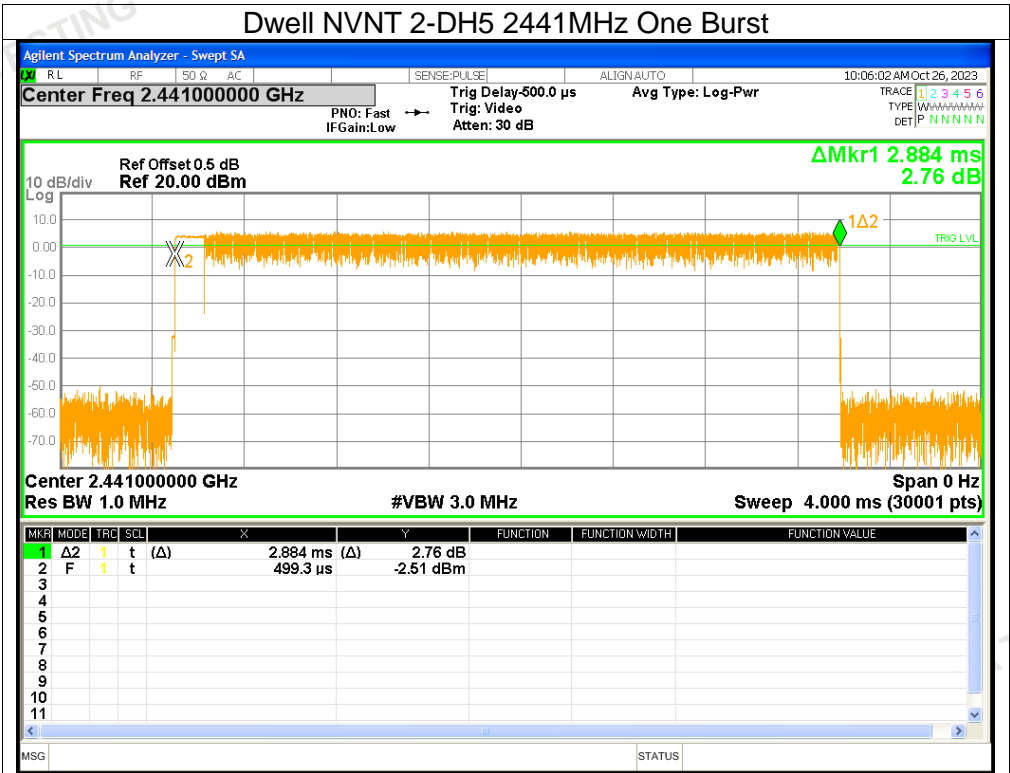 TESTING
Dwell NVNT 2-DH5 2441MHz One Burst
Agilent Spectrum Analyzer - Swept SA
LXI RL RF 50 Ω AC SENSE:PULSE ALIGN AUTO 10:06:02 AM Oct 26, 2023
Center Freq 2.441000000 GHz Trig Delay-500.0 µs Avg Type: Log-Pwr TRACE 1 2 3 4 5 6
PNO: Fast Trig: Video TYPE WWWWWWW
IFGain:Low Atten: 30 dB DET P N N N N N
ΔMkr1 2.884 ms
2.76 dB
Ref Offset 0.5 dB
10 dB/div Ref 20.00 dBm
Log
10.0
0.00
-10.0
-20.0
-30.0
-40.0
-50.0
-60.0
-70.0
1Δ2
TRIG LVL
2
Center 2.441000000 GHz Span 0 Hz
Res BW 1.0 MHz #VBW 3.0 MHz Sweep 4.000 ms (30001 pts)
MKR MODE TRC SCL X Y FUNCTION FUNCTION WIDTH FUNCTION VALUE
1 Δ2 1 t (Δ) 2.884 ms (Δ) 2.76 dB
2 F 1 t 499.3 µs -2.51 dBm
3
4
5
6
7
8
9
10
11
MSG STATUS